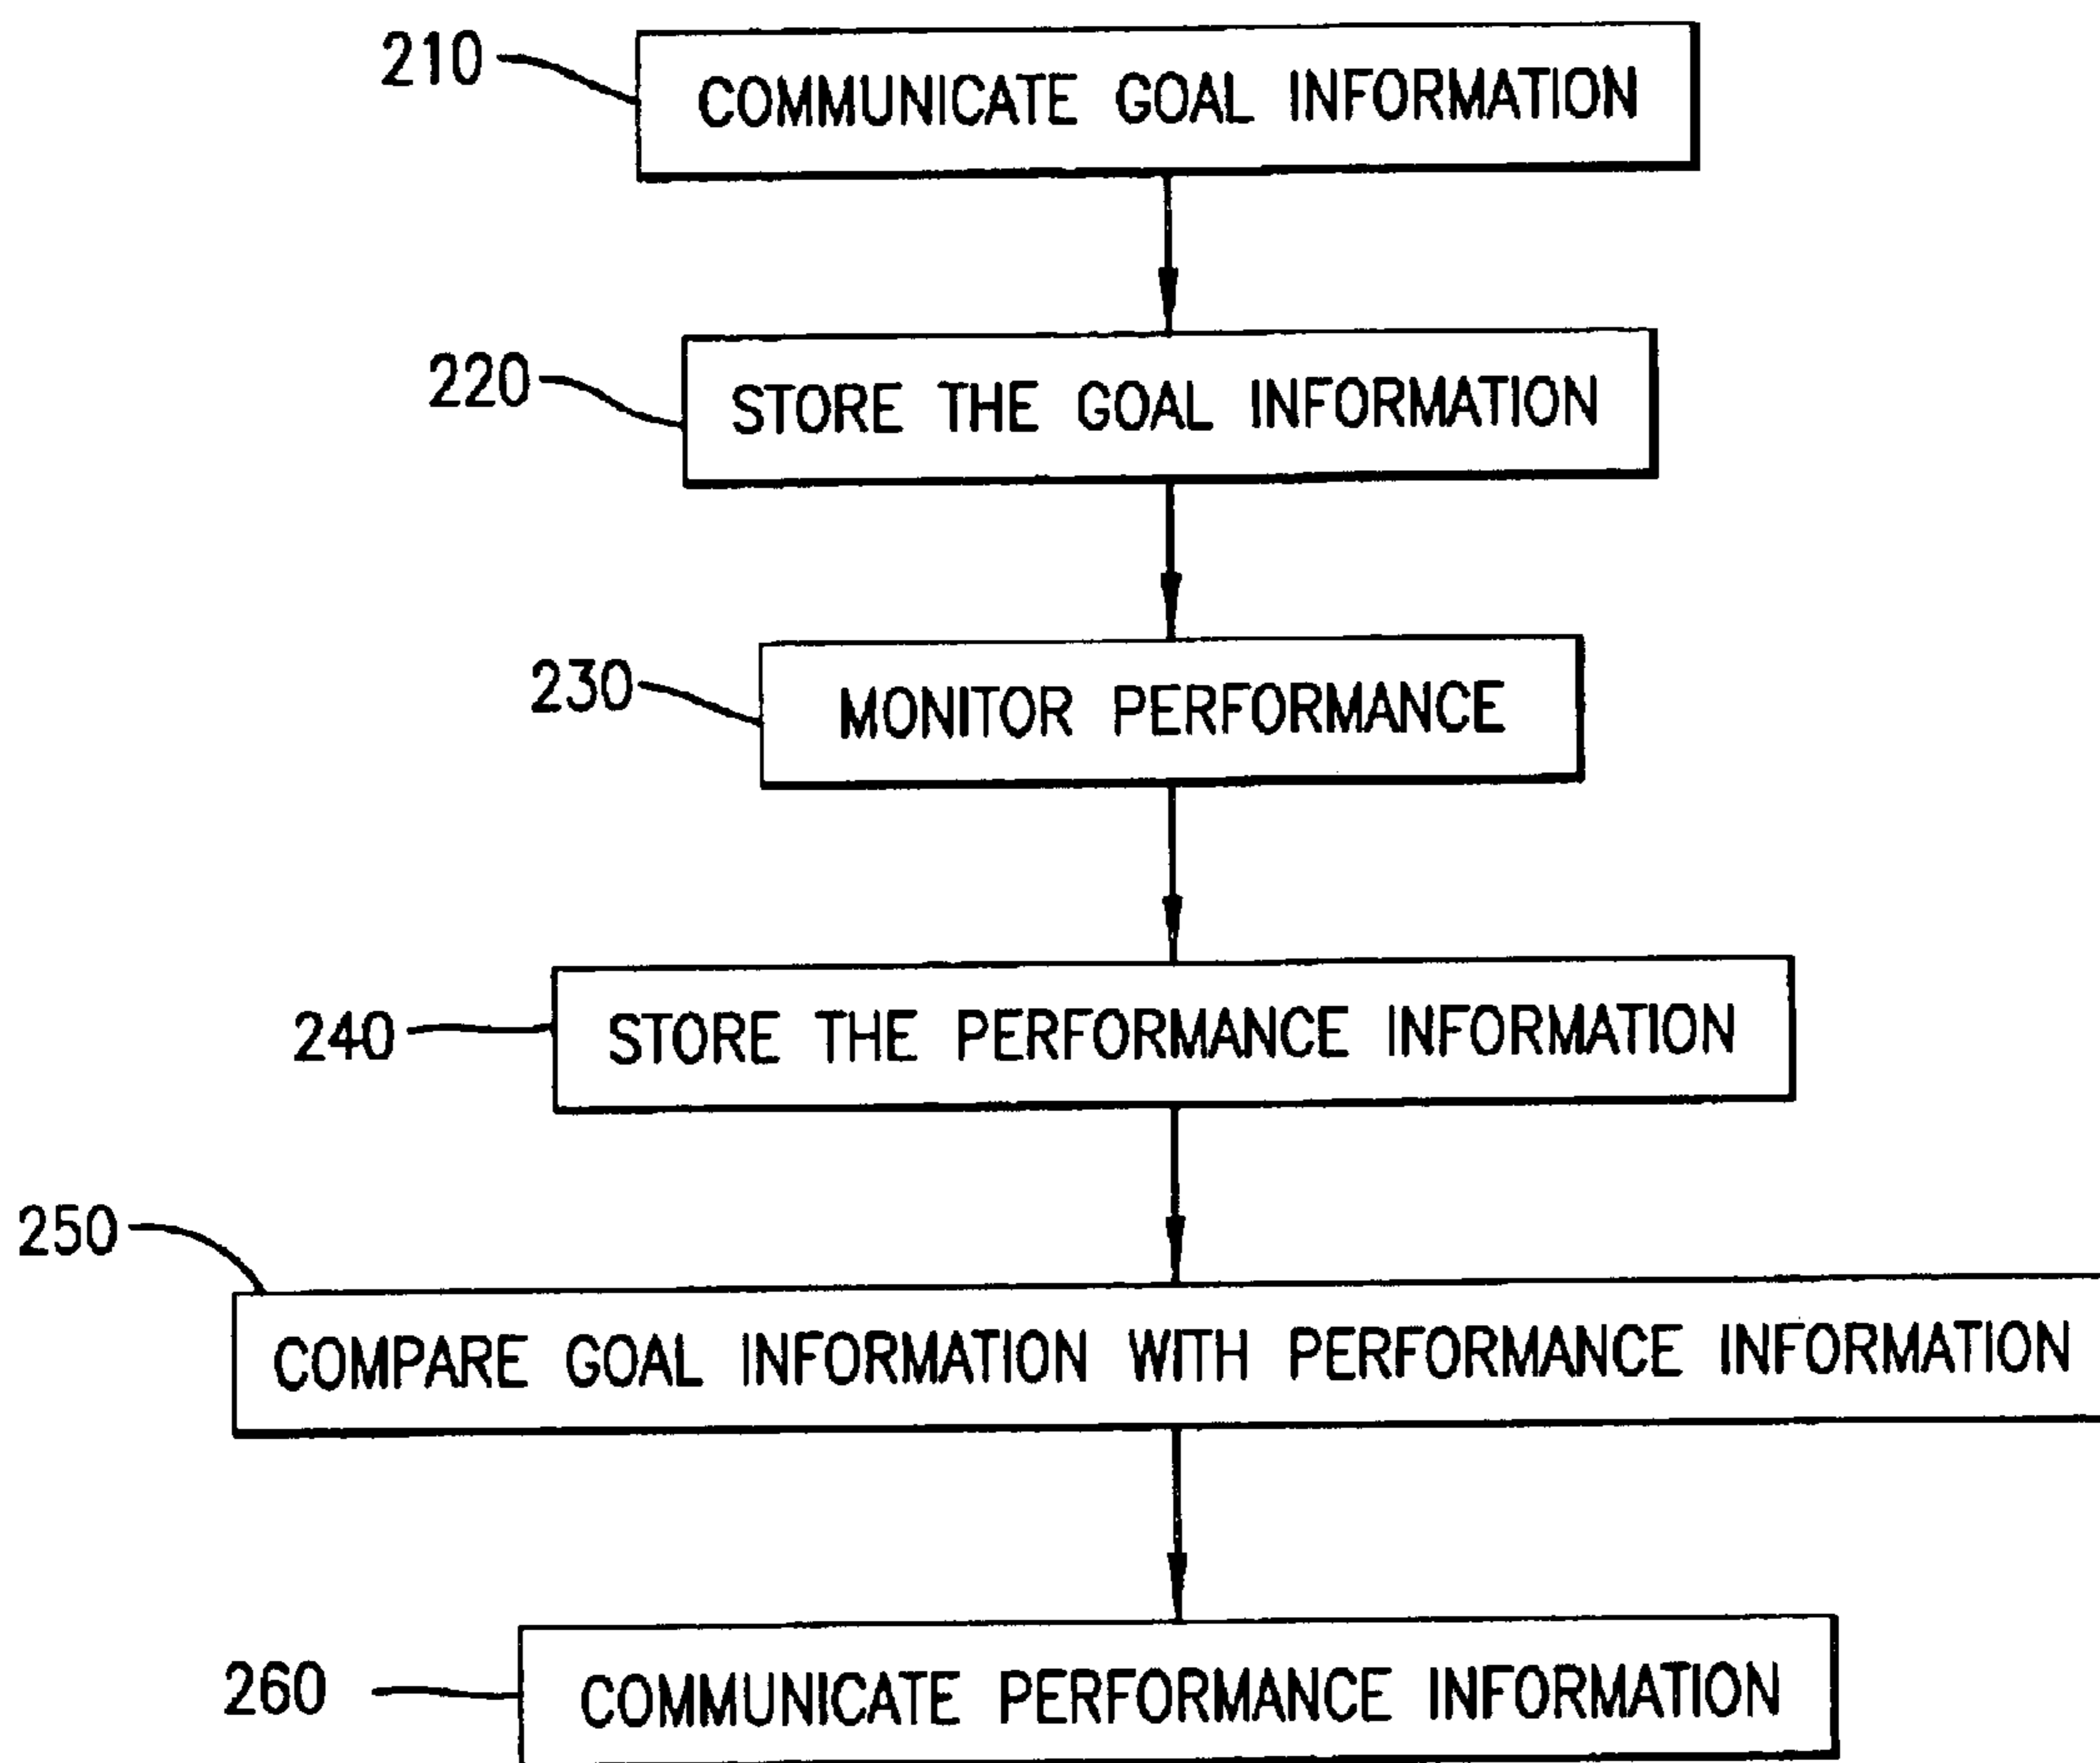 210
COMMUNICATE GOAL INFORMATION
220
STORE THE GOAL INFORMATION
230
MONITOR PERFORMANCE
240
STORE THE PERFORMANCE INFORMATION
250
COMPARE GOAL INFORMATION WITH PERFORMANCE INFORMATION
260
COMMUNICATE PERFORMANCE INFORMATION